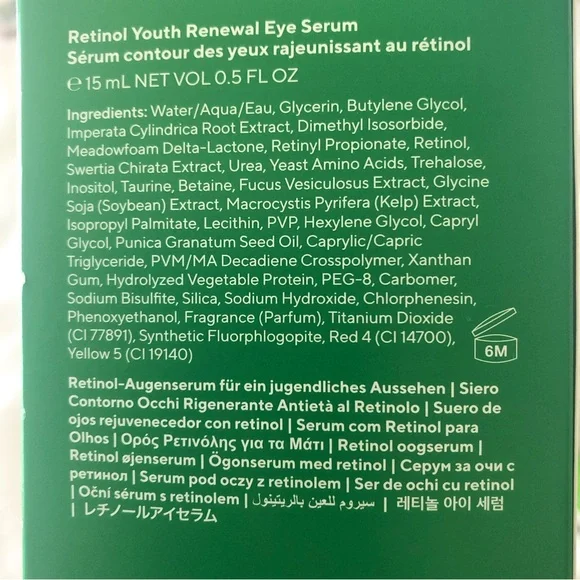 Retinol Youth Renewal Eye Serum
Sérum contour des yeux rajeunissant au rétinol
℮ 15 mL NET VOL 0.5 FL OZ
Ingredients: Water/Aqua/Eau, Glycerin, Butylene Glycol,
Imperata Cylindrica Root Extract, Dimethyl Isosorbide,
Meadowfoam Delta-Lactone, Retinyl Propionate, Retinol,
Swertia Chirata Extract, Urea, Yeast Amino Acids, Trehalose,
Inositol, Taurine, Betaine, Fucus Vesiculosus Extract, Glycine
Soja (Soybean) Extract, Macrocystis Pyrifera (Kelp) Extract,
Isopropyl Palmitate, Lecithin, PVP, Hexylene Glycol, Capryl
Glycol, Punica Granatum Seed Oil, Caprylic/Capric
Triglyceride, PVM/MA Decadiene Crosspolymer, Xanthan
Gum, Hydrolyzed Vegetable Protein, PEG-8, Carbomer,
Sodium Bisulfite, Silica, Sodium Hydroxide, Chlorphenesin,
Phenoxyethanol, Fragrance (Parfum), Titanium Dioxide
(CI 77891), Synthetic Fluorphlogopite, Red 4 (CI 14700),
Yellow 5 (CI 19140)
6M
Retinol-Augenserum für ein jugendliches Aussehen | Siero
Contorno Occhi Rigenerante Antietà al Retinolo | Suero de
ojos rejuvenecedor con retinol | Serum com Retinol para
Olhos | Ορός Ρετινόλης για τα Μάτι | Retinol oogserum |
Retinol øjenserum | Ögonserum med retinol | Серум за очи с
ретинол | Serum pod oczy z retinolem | Ser de ochi cu retinol
| Oční sérum s retinolem | سيروم للعين بالريتينول | 레티놀 아이 세럼
| レチノールアイセラム